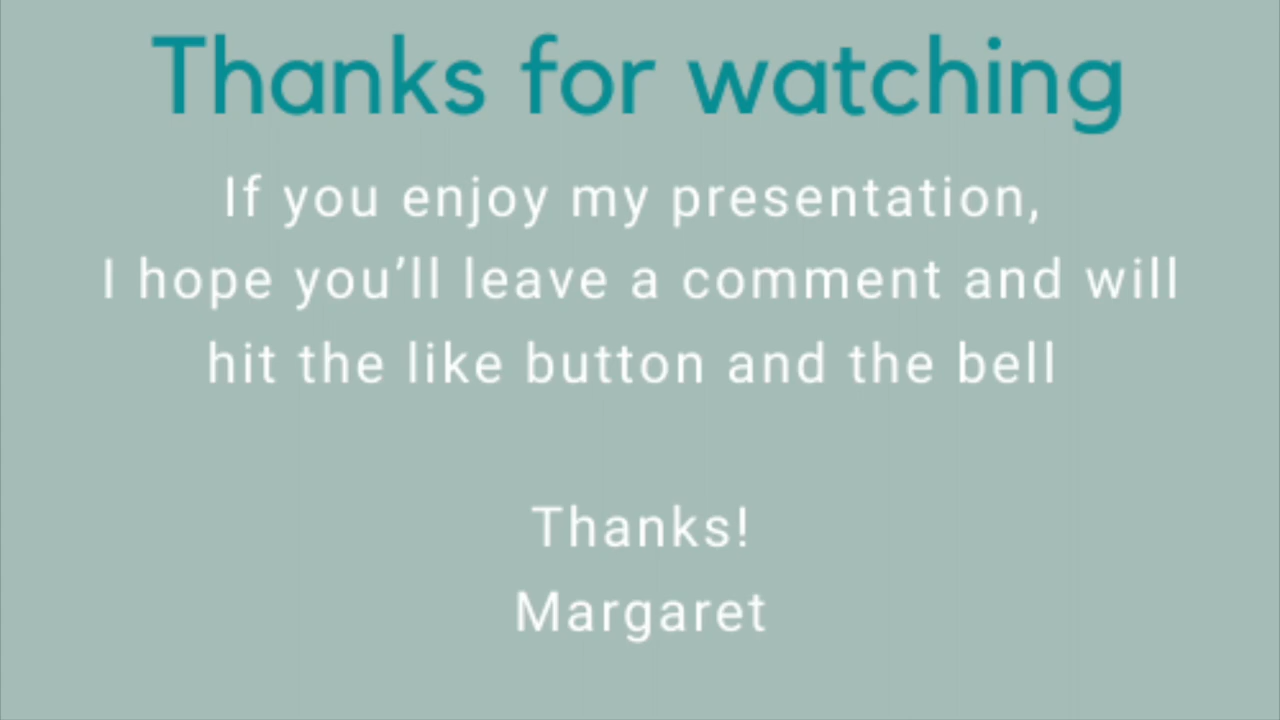 Thanks for watching
If you enjoy my presentation,
I hope you’ll leave a comment and will
hit the like button and the bell
Thanks!
Margaret